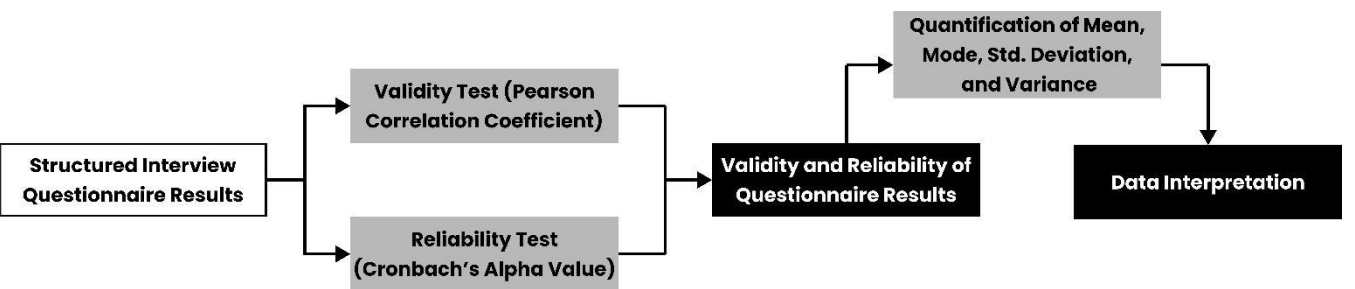 Structured Interview
Questionnaire Results
Validity Test (Pearson
Correlation Coefficient)
Reliability Test
(Cronbach’s Alpha Value)
Validity and Reliability of
Questionnaire Results
Quantification of Mean,
Mode, Std. Deviation,
and Variance
Data Interpretation